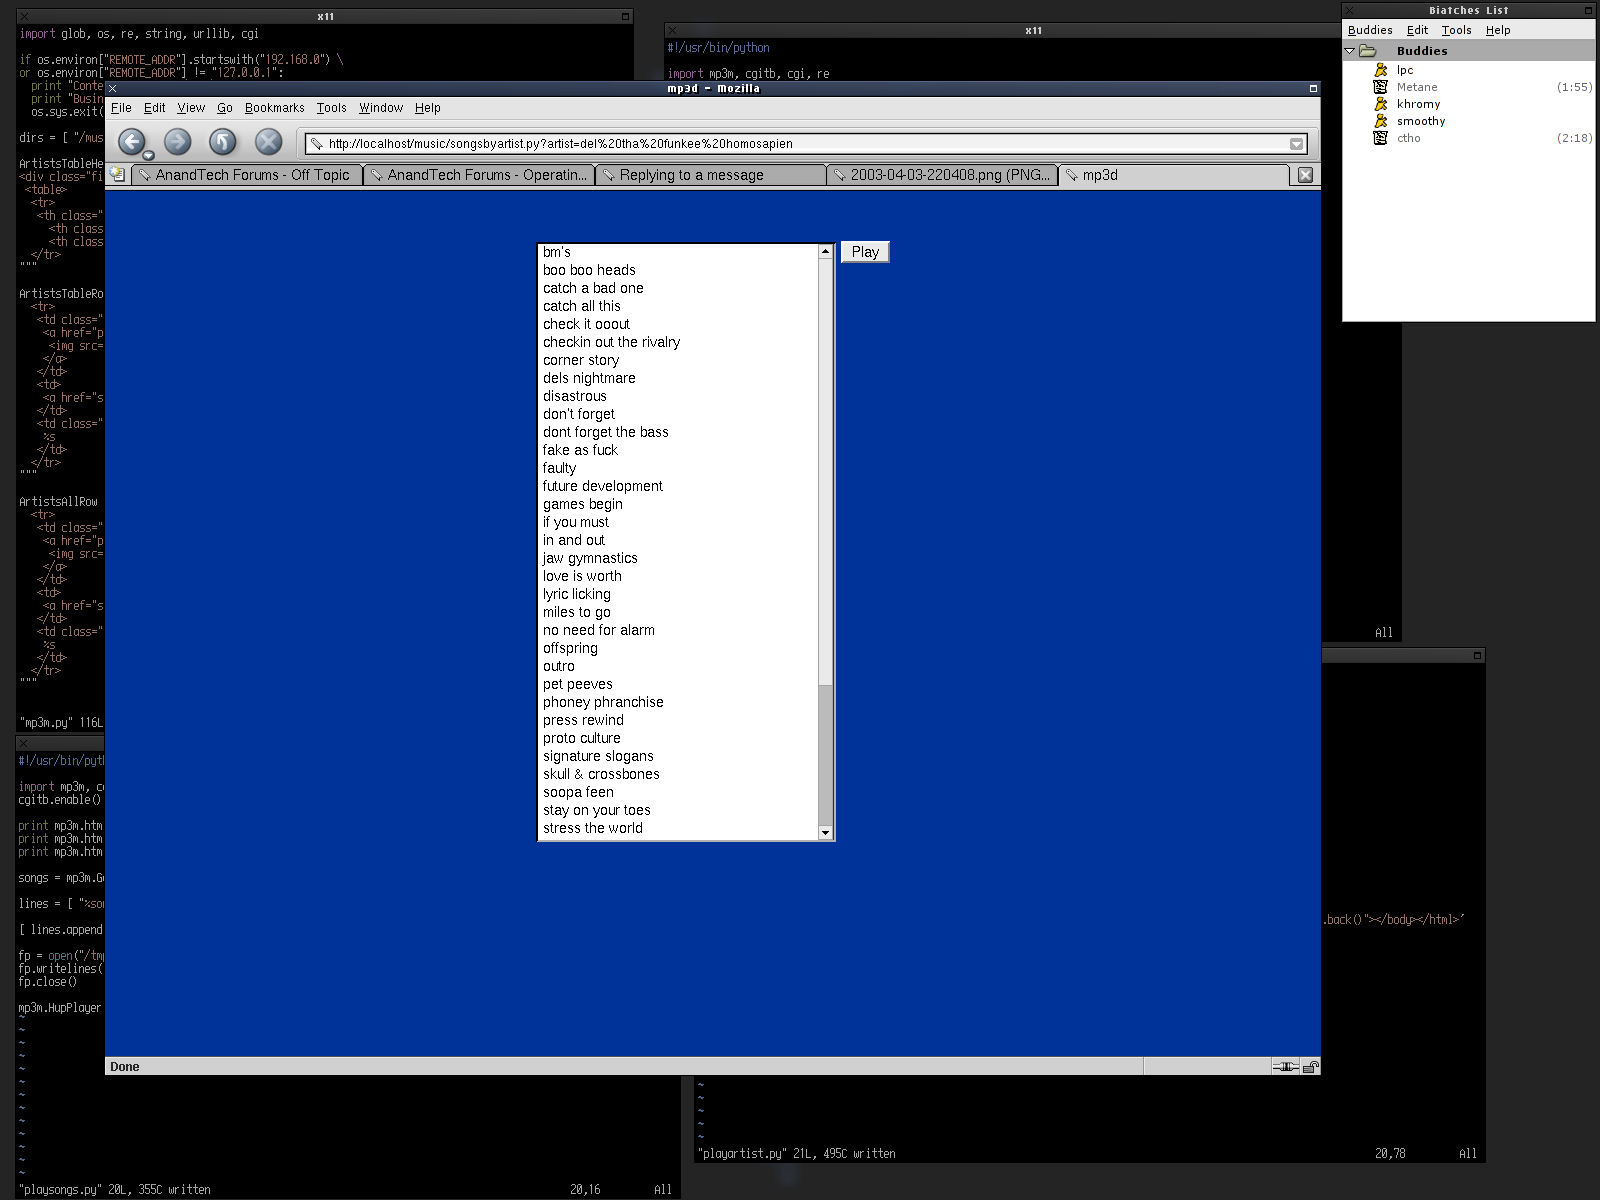 x11
import glob, os, re, string, urllib, cgi
if os.environ["REMOTE_ADDR"].startswith("192.168.0") \
or os.environ["REMOTE_ADDR"] != "127.0.0.1":
print "Conte
print "Busin
os.sys.exit(
dirs = [ "/mus
ArtistsTableHe
<div class="fi
<table>
<tr>
<th class="
<th class
<th class
</tr>
"""
ArtistsTableRo
<tr>
<td class="
<a href="p
<img src=
</a>
</td>
<td>
<a href="s
</td>
<td class="
%s
</td>
</tr>
"""
ArtistsAllRow
<tr>
<td class="
<a href="p
<img src=
</a>
</td>
<td>
<a href="s
</td>
<td class="
%s
</td>
</tr>
"""
"mp3m.py" 116L
x11
#!/usr/bin/python
import mp3m, cgitb, cgi, re
All
Biatches List
Buddies Edit Tools Help
Buddies
lpc
Metane (1:55)
khromy
smoothy
ctho (2:18)
mp3d - Mozilla
File Edit View Go Bookmarks Tools Window Help
http://localhost/music/songsbyartist.py?artist=del%20tha%20funkee%20homosapien
AnandTech Forums - Off Topic
AnandTech Forums - Operatin...
Replying to a message
2003-04-03-220408.png (PNG...
mp3d
bm's
boo boo heads
catch a bad one
catch all this
check it ooout
checkin out the rivalry
corner story
dels nightmare
disastrous
don't forget
dont forget the bass
fake as fuck
faulty
future development
games begin
if you must
in and out
jaw gymnastics
love is worth
lyric licking
miles to go
no need for alarm
offspring
outro
pet peeves
phoney phranchise
press rewind
proto culture
signature slogans
skull & crossbones
soopa feen
stay on your toes
stress the world
Play
Done
#!/usr/bin/pyth
import mp3m, c
cgitb.enable()
print mp3m.htm
print mp3m.htm
print mp3m.htm
songs = mp3m.G
lines = [ "%so
[ lines.append
fp = open("/tm
fp.writelines(
fp.close()
mp3m.HupPlayer
~
~
~
~
~
~
~
~
~
~
~
~
~
"playsongs.py" 20L, 355C written 20,16 All
.back()"></body></html>'
~
~
~
~
~
"playartist.py" 21L, 495C written 20,78 All